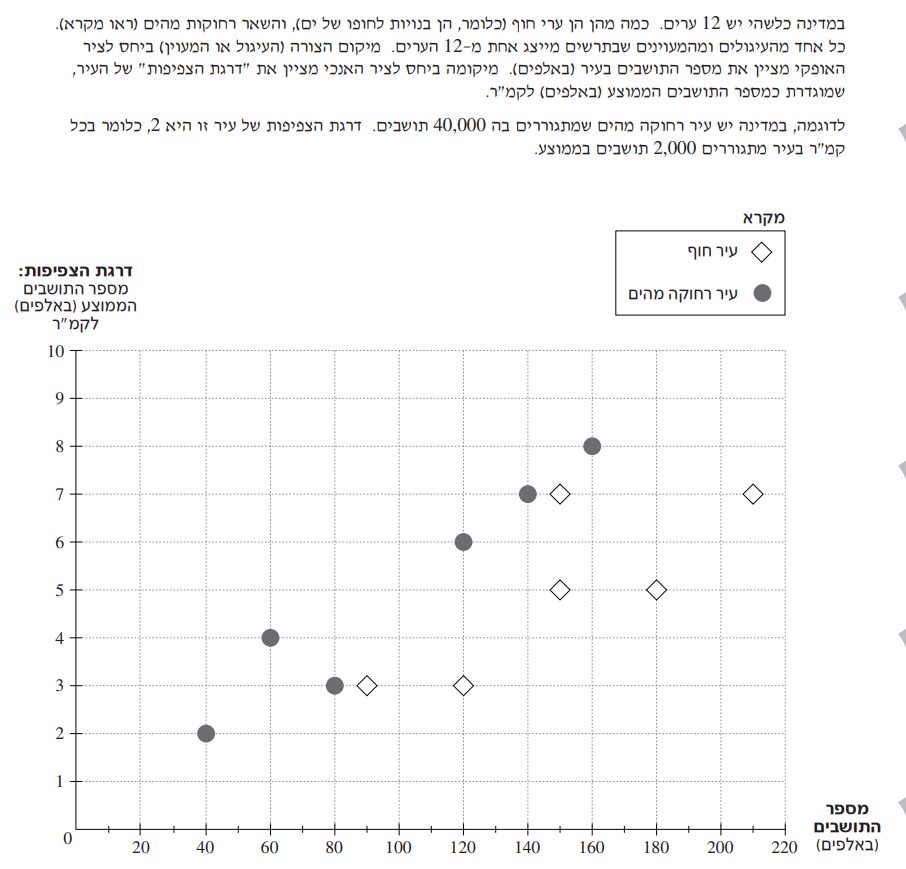 במדינה כלשהי יש 12 ערים. כמה מהן הן ערי חוף (כלומר, הן בנויות לחופו של ים), והשאר רחוקות מהים (ראו מקרא).
כל אחד מהעיגולים ומהמעוינים שבתרשים מייצג אחת מ-12 הערים. מיקום הצורה (העיגול או המעוין) ביחס לציר
האופקי מציין את מספר התושבים בעיר (באלפים). מיקומה ביחס לציר האנכי מציין את "דרגת הצפיפות" של העיר,
שמוגדרת כמספר התושבים הממוצע (באלפים) לקמ"ר.
לדוגמה, במדינה יש עיר רחוקה מהים שמתגוררים בה 40,000 תושבים. דרגת הצפיפות של עיר זו היא 2, כלומר בכל
קמ"ר בעיר מתגוררים 2,000 תושבים בממוצע.
מקרא
עיר חוף
עיר רחוקה מהים
דרגת הצפיפות:
מספר התושבים
הממוצע (באלפים)
לקמ"ר
10
9
8
7
6
5
4
3
2
1
0
20 40 60 80 100 120 140 160 180 200 220
מספר
התושבים
(באלפים)